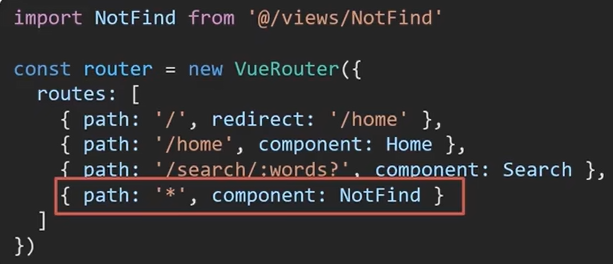 import NotFind from '@/views/NotFind'
const router = new VueRouter({
routes: [
{ path: '/', redirect: '/home' },
{ path: '/home', component: Home },
{ path: '/search/:words?', component: Search },
{ path: '*', component: NotFind }
]
})